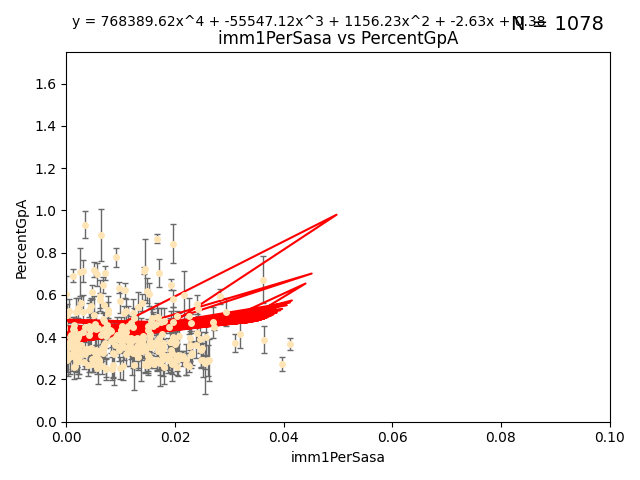 y = 768389.62x^4 + -55547.12x^3 + 1156.23x^2 + -2.63x + 0.38
N = 1078
imm1PerSasa vs PercentGpA
PercentGpA
1.6
1.4
1.2
1.0
0.8
0.6
0.4
0.2
0.0
0.00 0.02 0.04 0.06 0.08 0.10
imm1PerSasa